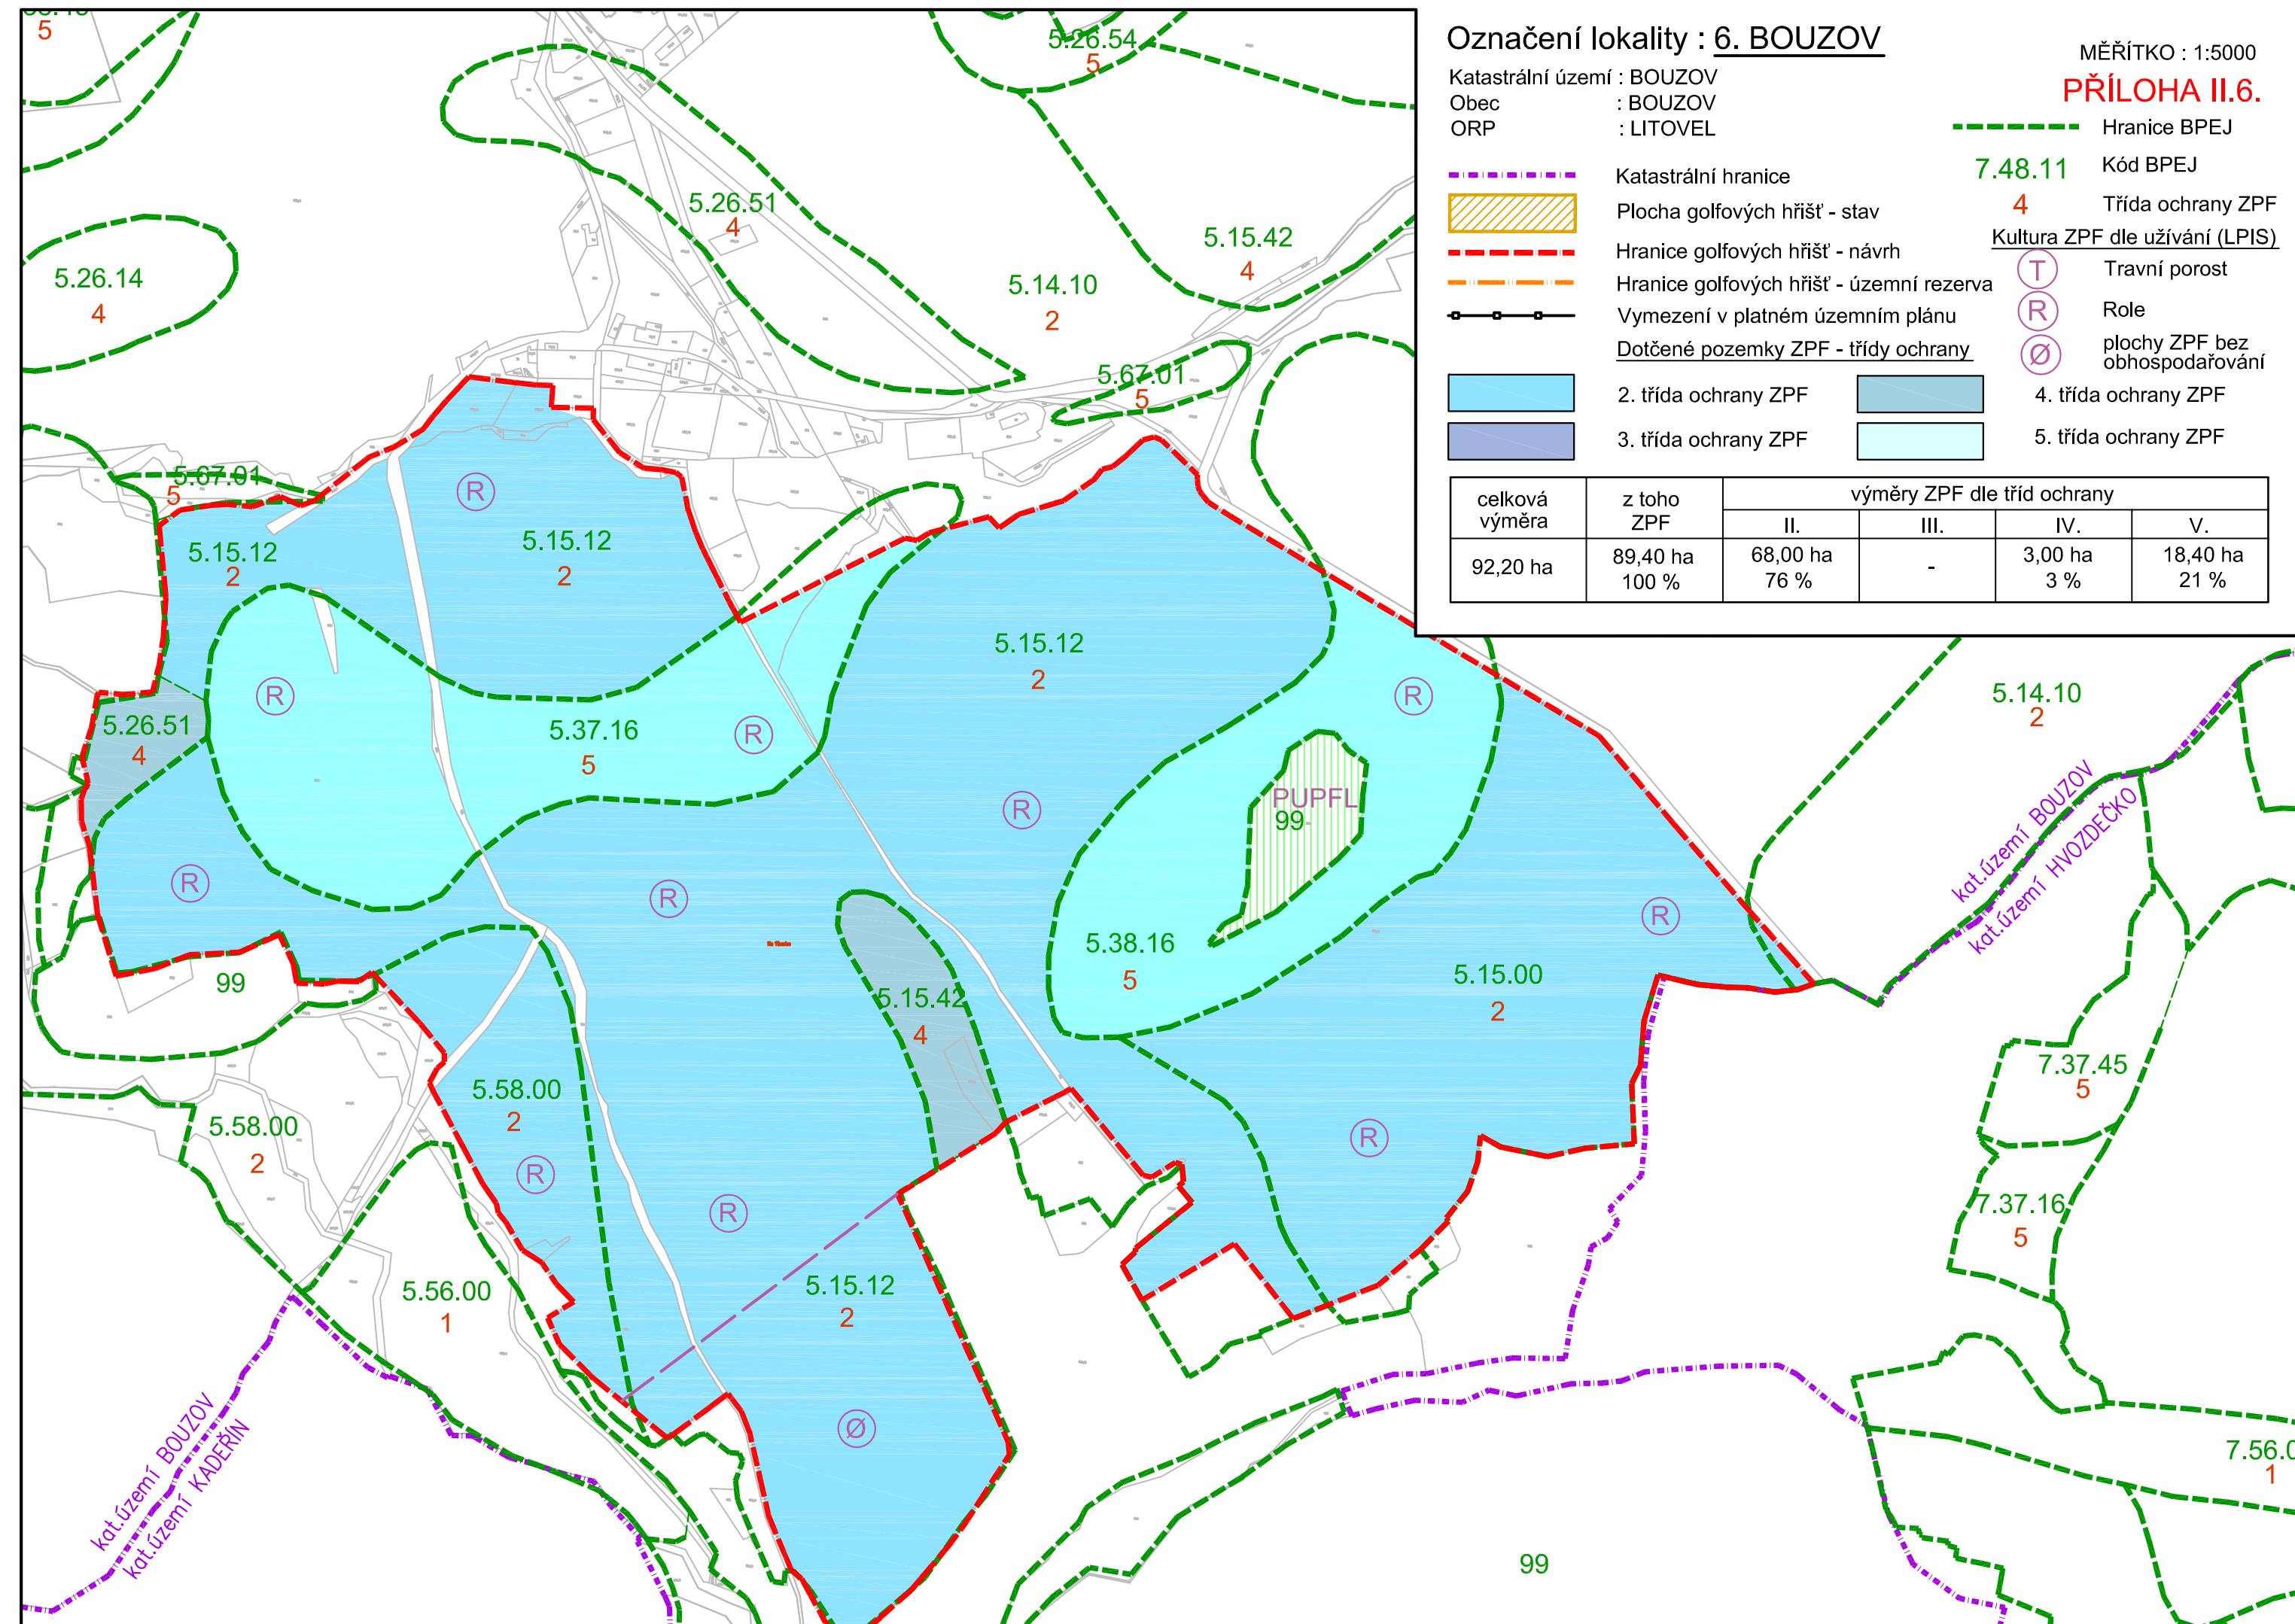 Označení lokality : 6. BOUZOV
MĚŘÍTKO : 1:5000
PŘÍLOHA II.6.
Katastrální území : BOUZOV
Obec : BOUZOV
ORP : LITOVEL
Katastrální hranice
Plocha golfových hřišť - stav
Hranice golfových hřišť - návrh
Hranice golfových hřišť - územní rezerva
Vymezení v platném územním plánu
Dotčené pozemky ZPF - třídy ochrany
2. třída ochrany ZPF
3. třída ochrany ZPF
4. třída ochrany ZPF
5. třída ochrany ZPF
Hranice BPEJ
7.48.11 Kód BPEJ
4 Třída ochrany ZPF
Kultura ZPF dle užívání (LPIS)
T Travní porost
R Role
Ø plochy ZPF bez
obhospodařování
celková
výměra
z toho
ZPF
výměry ZPF dle tříd ochrany
II. III. IV. V.
92,20 ha 89,40 ha 68,00 ha - 3,00 ha 18,40 ha
100 % 76 % 3 % 21 %
5
5.26.54
5
5.26.51
4
5.15.42
4
5.26.14
4
5.14.10
2
5.67.01
5
5.67.01
5
R
5.15.12
2
5.15.12
2
5.15.12
2
R
R
5.14.10
2
5.26.51
4
5.37.16
5
R
PUPFL
99
R
R
R
R
kat.území BOUZOV
kat.území HVOZDEČKO
5.38.16
5
5.15.00
2
99
5.15.42
4
7.37.45
5
5.58.00
2
5.58.00
2
R
R
R
7.37.16
5
5.56.00
1
5.15.12
2
Ø
kat.území BOUZOV
kat.území KADEŘÍN
7.56.0
1
99